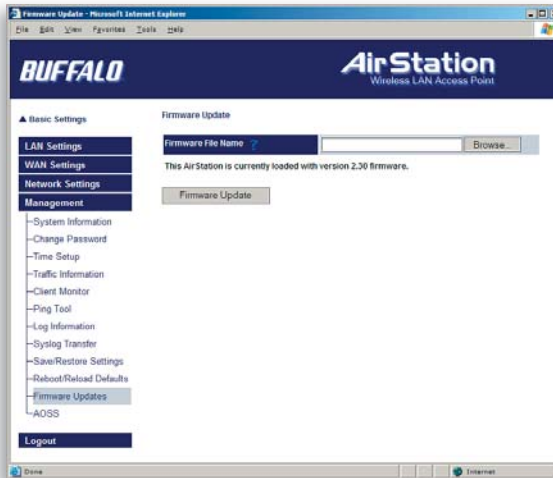 Firmware Update - Microsoft Internet Explorer
File Edit View Favorites Tools Help
BUFFALO
AirStation
Wireless LAN Access Point
Basic Settings
Firmware Update
LAN Settings
Firmware File Name ?
Browse...
WAN Settings
This AirStation is currently loaded with version 2.30 firmware.
Network Settings
Firmware Update
Management
System Information
Change Password
Time Setup
Traffic Information
Client Monitor
Ping Tool
Log Information
Syslog Transfer
Save/Restore Settings
Reboot/Reload Defaults
Firmware Updates
AOSS
Logout
Done
Internet